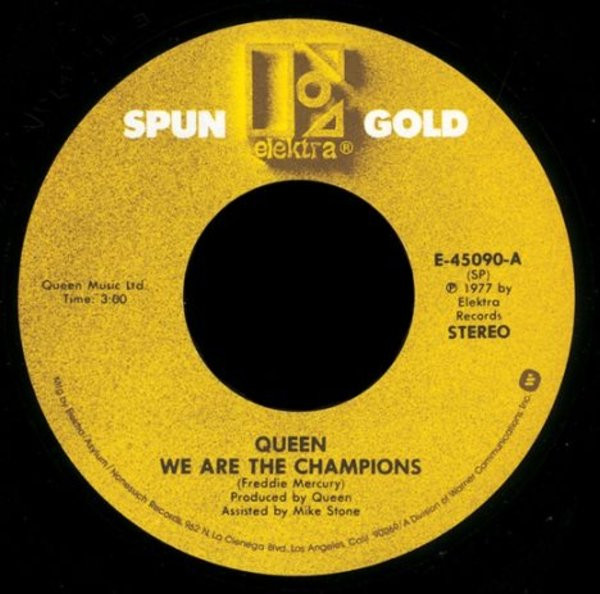 SPUN GOLD
elektra®
Queen Music Ltd.
Time: 3:00
E-45090-A
(SP)
℗ 1977 by
Elektra
Records
STEREO
QUEEN
WE ARE THE CHAMPIONS
(Freddie Mercury)
Produced by Queen
Assisted by Mike Stone
Mfg by Elektra/Asylum/Nonesuch Records, 962 N. La Cienega Blvd. Los Angeles, Calif. 90069/A Division of Warner Communications, Inc.